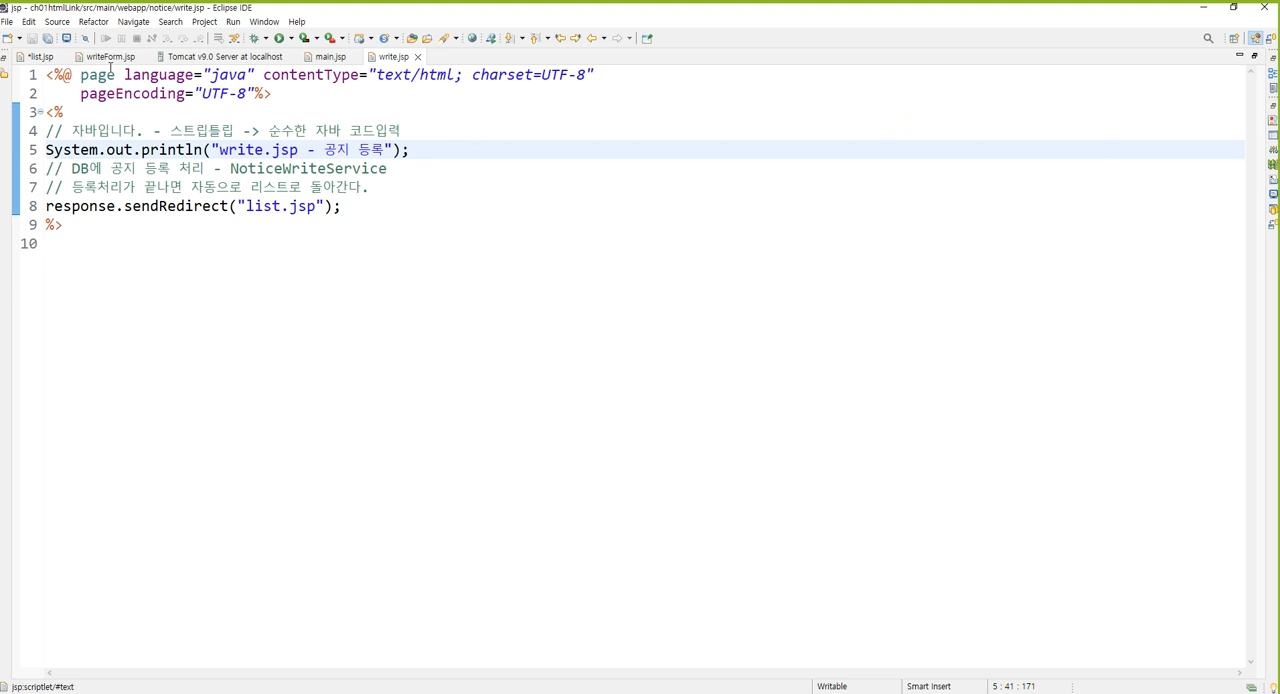 jsp - ch01htmlLink/src/main/webapp/notice/write.jsp - Eclipse IDE
File Edit Source Refactor Navigate Search Project Run Window Help
*list.jsp writeForm.jsp Tomcat v9.0 Server at localhost main.jsp write.jsp
1 <%@ page language="java" contentType="text/html; charset=UTF-8"
2 pageEncoding="UTF-8"%>
3 <%
4 // 자바입니다. - 스트립틀립 -> 순수한 자바 코드입력
5 System.out.println("write.jsp - 공지 등록");
6 // DB에 공지 등록 처리 - NoticeWriteService
7 // 등록처리가 끝나면 자동으로 리스트로 돌아간다.
8 response.sendRedirect("list.jsp");
9 %>
10
jsp:scriptlet/#text Writable Smart Insert 5 : 41 : 171